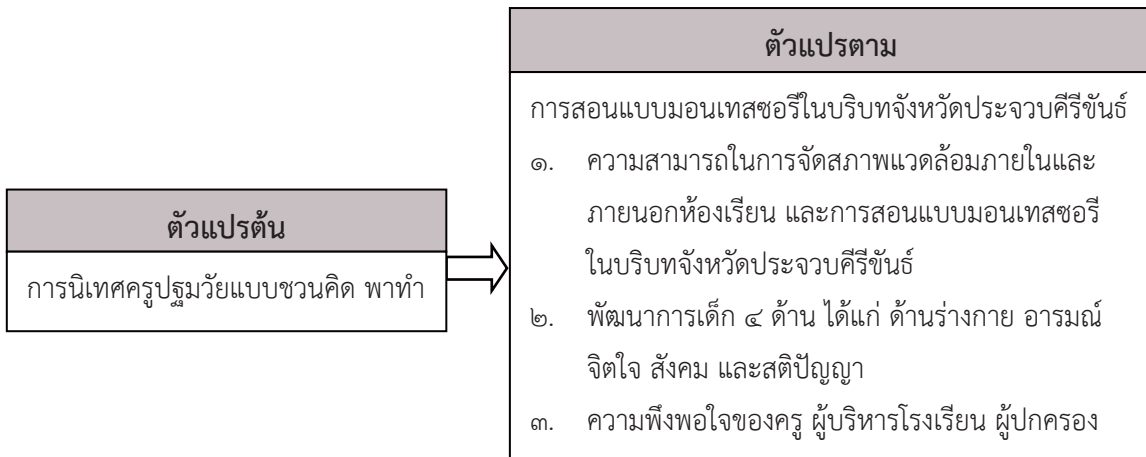 ตัวแปรต้น
การนิเทศครูปฐมวัยแบบชวนคิด พาทำ
ตัวแปรตาม
การสอนแบบมอนเทสซอรีในบริบทจังหวัดประจวบคีรีขันธ์
๑. ความสามารถในการจัดสภาพแวดล้อมภายในและ
ภายนอกห้องเรียน และการสอนแบบมอนเทสซอรี
ในบริบทจังหวัดประจวบคีรีขันธ์
๒. พัฒนาการเด็ก ๔ ด้าน ได้แก่ ด้านร่างกาย อารมณ์
จิตใจ สังคม และสติปัญญา
๓. ความพึงพอใจของครู ผู้บริหารโรงเรียน ผู้ปกครอง